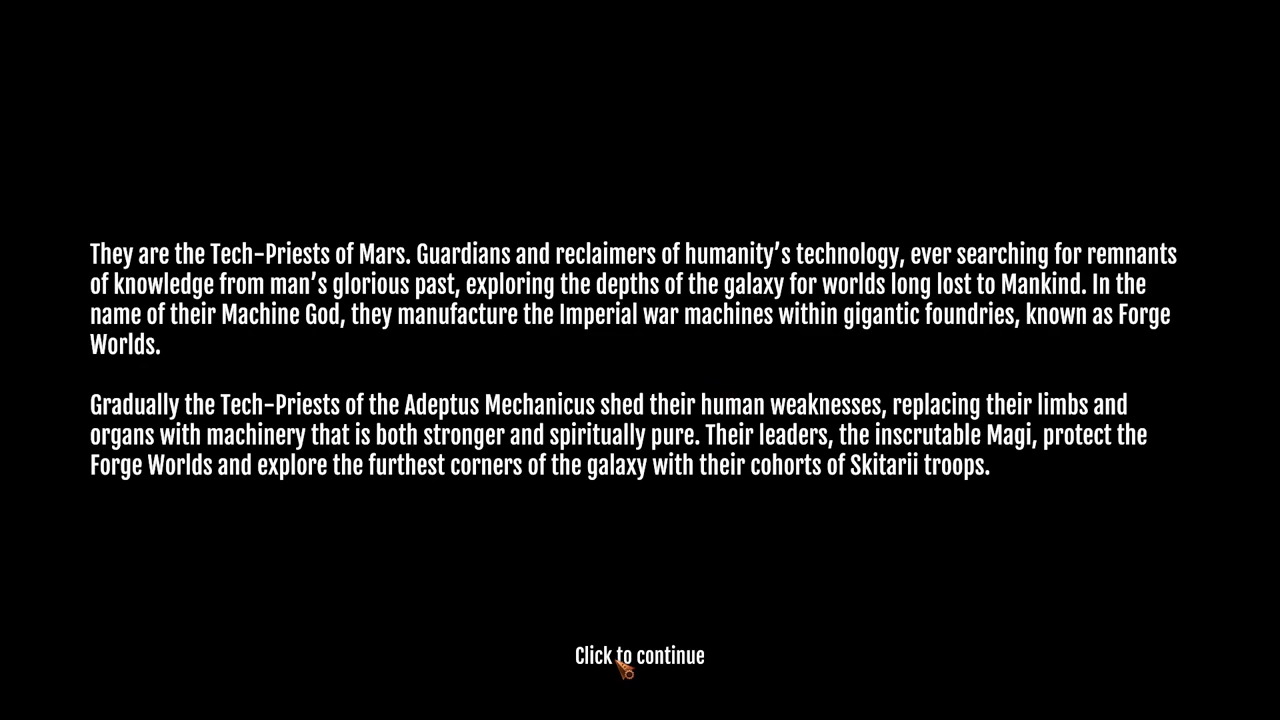 They are the Tech-Priests of Mars. Guardians and reclaimers of humanity’s technology, ever searching for remnants
of knowledge from man’s glorious past, exploring the depths of the galaxy for worlds long lost to Mankind. In the
name of their Machine God, they manufacture the Imperial war machines within gigantic foundries, known as Forge
Worlds.
Gradually the Tech-Priests of the Adeptus Mechanicus shed their human weaknesses, replacing their limbs and
organs with machinery that is both stronger and spiritually pure. Their leaders, the inscrutable Magi, protect the
Forge Worlds and explore the furthest corners of the galaxy with their cohorts of Skitarii troops.
Click to continue